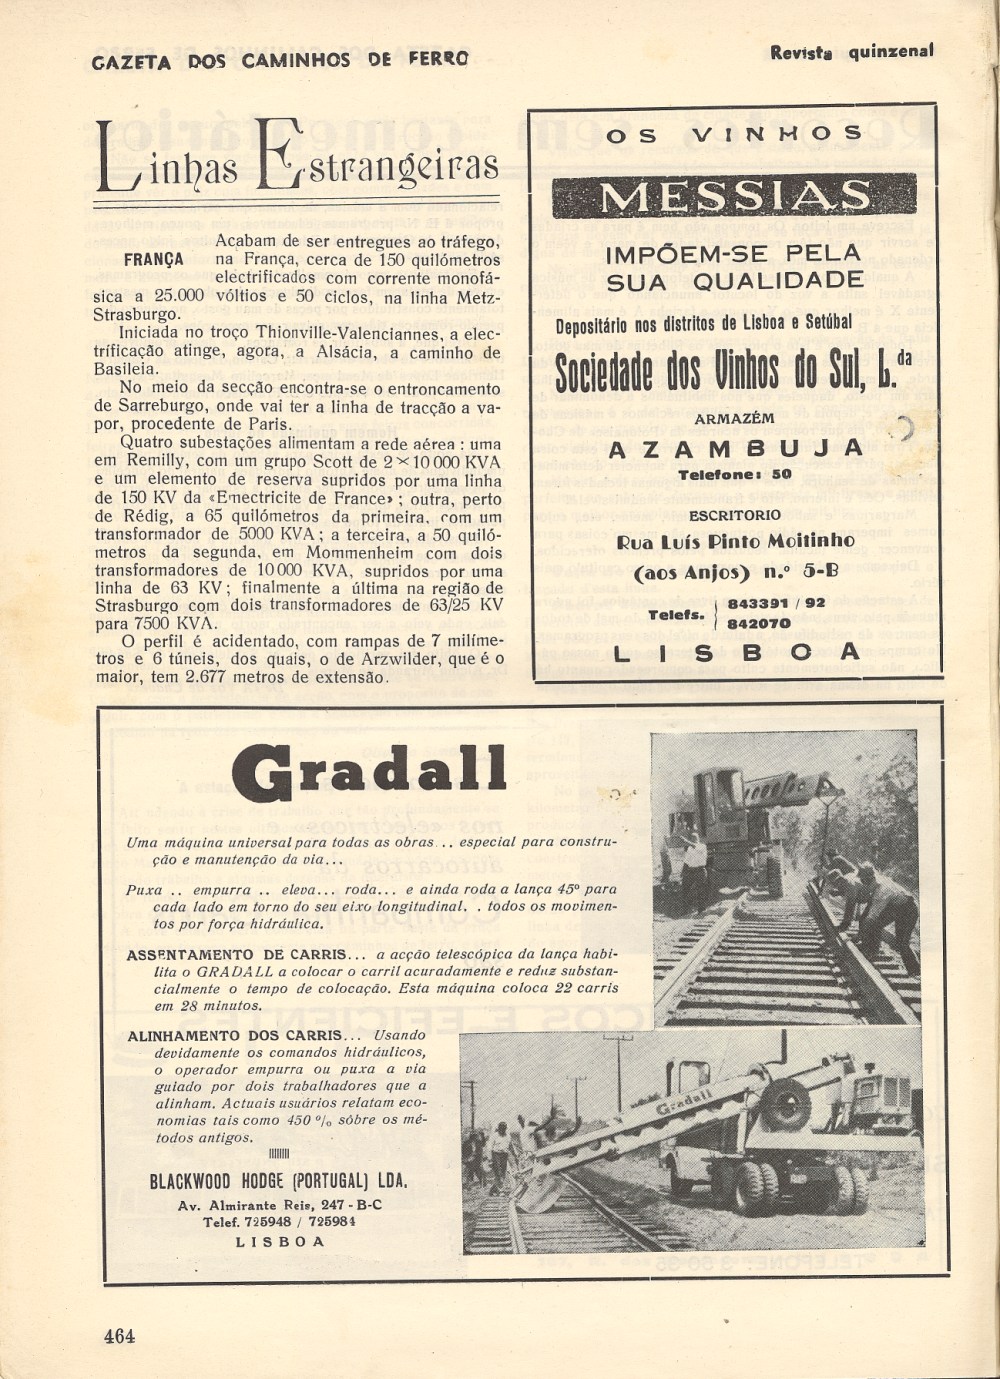 GAZETA DOS CAMINHOS DE FERRO
Revista quinzenal
Linhas Estrangeiras
FRANÇA
Acabam de ser entregues ao tráfego,
na França, cerca de 150 quilómetros
electrificados com corrente monofá-
sica a 25.000 vóltios e 50 ciclos, na linha Metz-
Strasburgo.
Iniciada no troço Thionville-Valenciannes, a elec-
trificação atinge, agora, a Alsácia, a caminho de
Basileia.
No meio da secção encontra-se o entroncamento
de Sarreburgo, onde vai ter a linha de tracção a va-
por, procedente de Paris.
Quatro subestações alimentam a rede aérea: uma
em Remilly, com um grupo Scott de 2×10 000 KVA
e um elemento de reserva supridos por uma linha
de 150 KV da «Emectricite de France»; outra, perto
de Rédig, a 65 quilómetros da primeira, com um
transformador de 5000 KVA; a terceira, a 50 quiló-
metros da segunda, em Mommenheim com dois
transformadores de 10 000 KVA, supridos por uma
linha de 63 KV; finalmente a última na região de
Strasburgo com dois transformadores de 63/25 KV
para 7500 KVA.
O perfil é acidentado, com rampas de 7 milíme-
tros e 6 túneis, dos quais, o de Arzwilder, que é o
maior, tem 2.677 metros de extensão.
OS VINHOS
MESSIAS
IMPÕEM-SE PELA
SUA QUALIDADE
Depositário nos distritos de Lisboa e Setúbal
Sociedade dos Vinhos do Sul, L.da
ARMAZÉM
AZAMBUJA
Telefone: 50
ESCRITORIO
Rua Luís Pinto Moitinho
(aos Anjos) n.º 5-B
Telefs. { 843391 / 92
842070
LISBOA
Gradall
Uma máquina universal para todas as obras... especial para constru-
ção e manutenção da via...
Puxa .. empurra .. eleva... roda... e ainda roda a lança 45º para
cada lado em torno do seu eixo longitudinal. . todos os movimen-
tos por força hidráulica.
ASSENTAMENTO DE CARRIS... a acção telescópica da lança habi-
lita o GRADALL a colocar o carril acuradamente e reduz substan-
cialmente o tempo de colocação. Esta máquina coloca 22 carris
em 28 minutos.
ALINHAMENTO DOS CARRIS... Usando
devidamente os comandos hidráulicos,
o operador empurra ou puxa a via
guiado por dois trabalhadores que a
alinham. Actuais usuários relatam eco-
nomias tais como 450 % sôbre os mé-
todos antigos.
Gradall
BLACKWOOD HODGE (PORTUGAL) LDA.
Av. Almirante Reis, 247 - B-C
Telef. 725948 / 725984
LISBOA
464